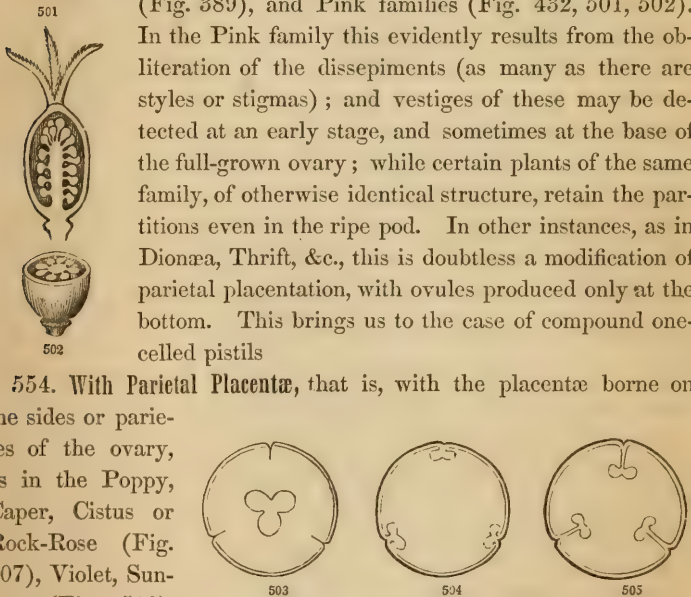 501
(Fig. 389), and Pink families (Fig. 432, 501, 502).
In the Pink family this evidently results from the ob-
literation of the dissepiments (as many as there are
styles or stigmas) ; and vestiges of these may be de-
tected at an early stage, and sometimes at the base of
the full-grown ovary ; while certain plants of the same
family, of otherwise identical structure, retain the par-
titions even in the ripe pod. In other instances, as in
Dionæa, Thrift, &c., this is doubtless a modification of
parietal placentation, with ovules produced only at the
bottom. This brings us to the case of compound one-
celled pistils
502
554. With Parietal Placentæ, that is, with the placentæ borne on
he sides or parie-
es of the ovary,
s in the Poppy,
Caper, Cistus or
Rock-Rose (Fig.
07), Violet, Sun-
503 504 505